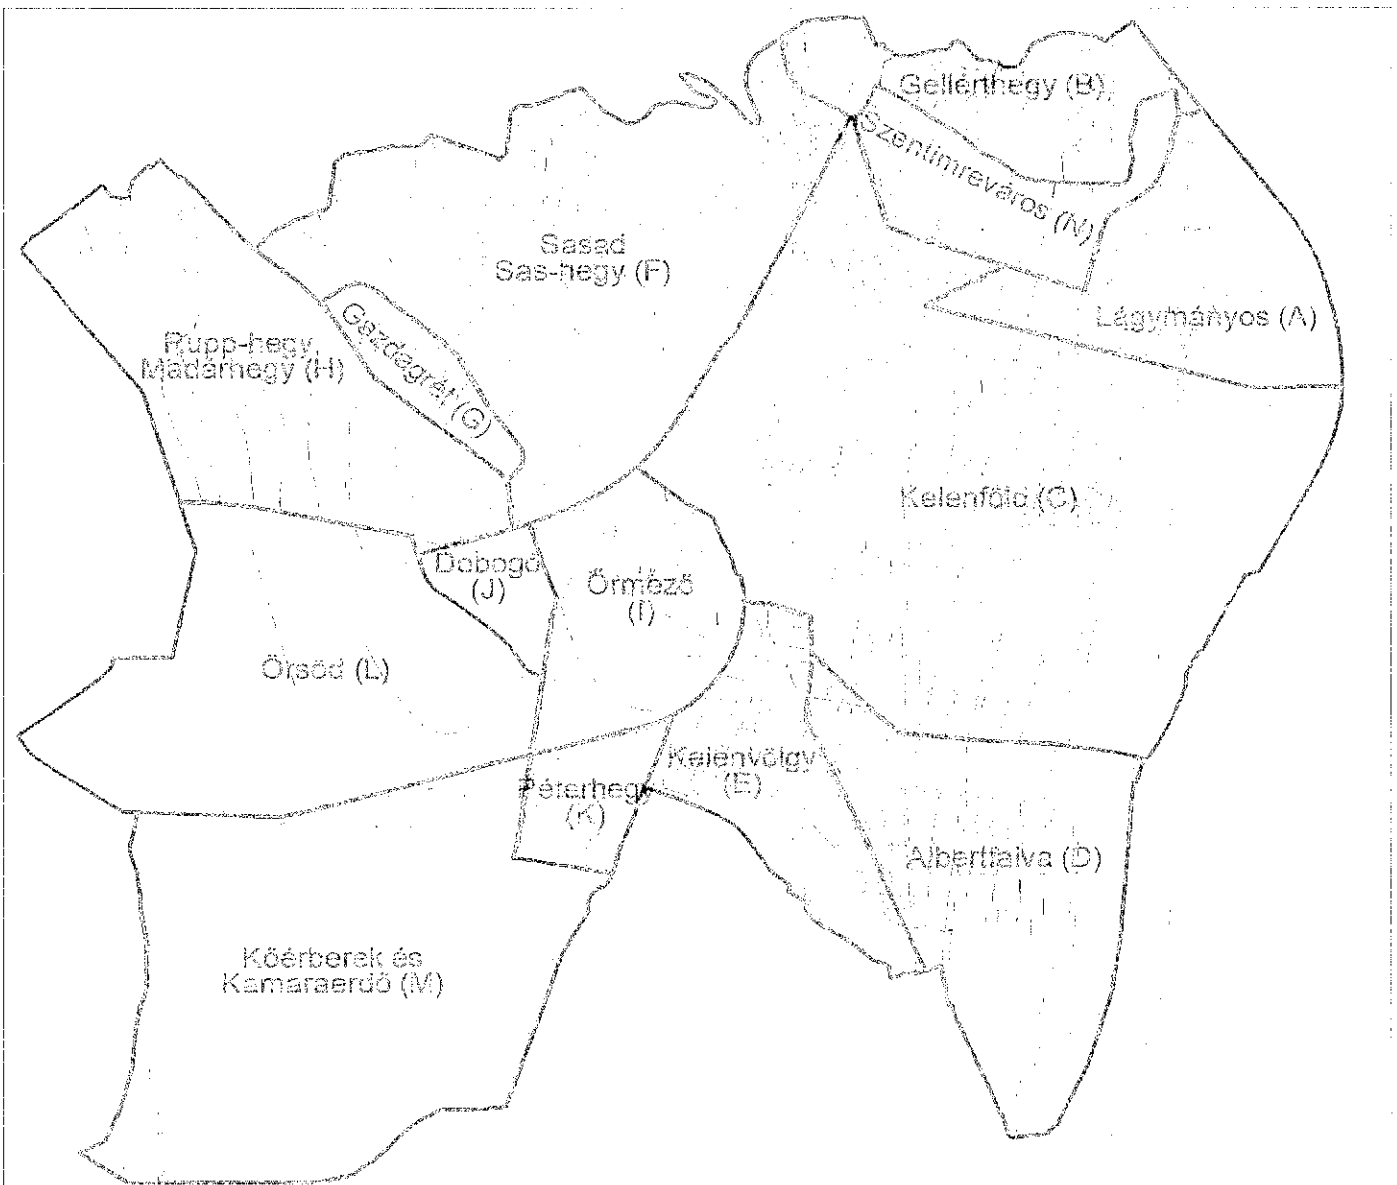 Gellérthegy (B)
Szentimreváros (N)
Sasad
Sas-hegy (F)
Lágymányos (A)
Gazdagrét (G)
Rupp-hegy,
Madárhegy (H)
Kelenföld (C)
Dobogó
(J)
Őrmező
(I)
Őrsöd (L)
Kelenvölgy
(E)
Péterhegy
(K)
Albertfalva (D)
Kőérberek és
Kamaraerdő (M)